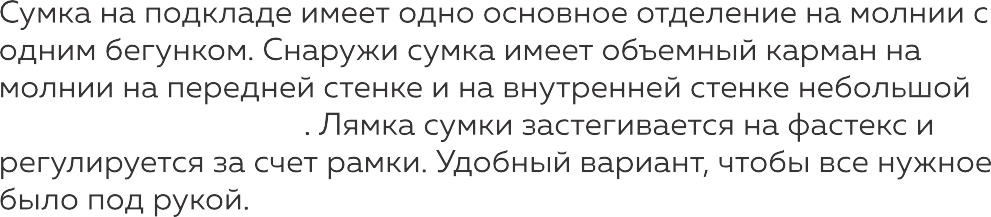 Сумка на подкладе имеет одно основное отделение на молнии с
одним бегунком. Снаружи сумка имеет объемный карман на
молнии на передней стенке и на внутренней стенке небольшой
. Лямка сумки застегивается на фастекс и
регулируется за счет рамки. Удобный вариант, чтобы все нужное
было под рукой.